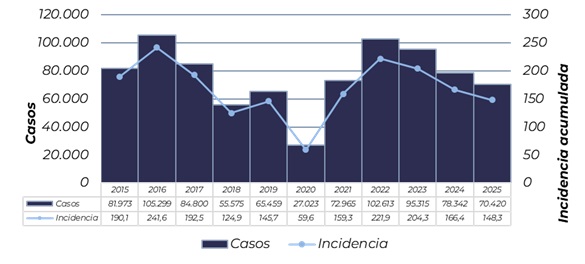 120.000 300
100.000 250
80.000 200
60.000 150
40.000 100
20.000 50
0 0
Casos
Incidencia acumulada
2015 2016 2017 2018 2019 2020 2021 2022 2023 2024 2025
Casos 81.973 105.299 84.800 55.575 65.459 27.023 72.965 102.613 95.315 78.342 70.420
Incidencia 190,1 241,6 192,5 124,9 145,7 59,6 159,3 221,9 204,3 166,4 148,3
Casos Incidencia